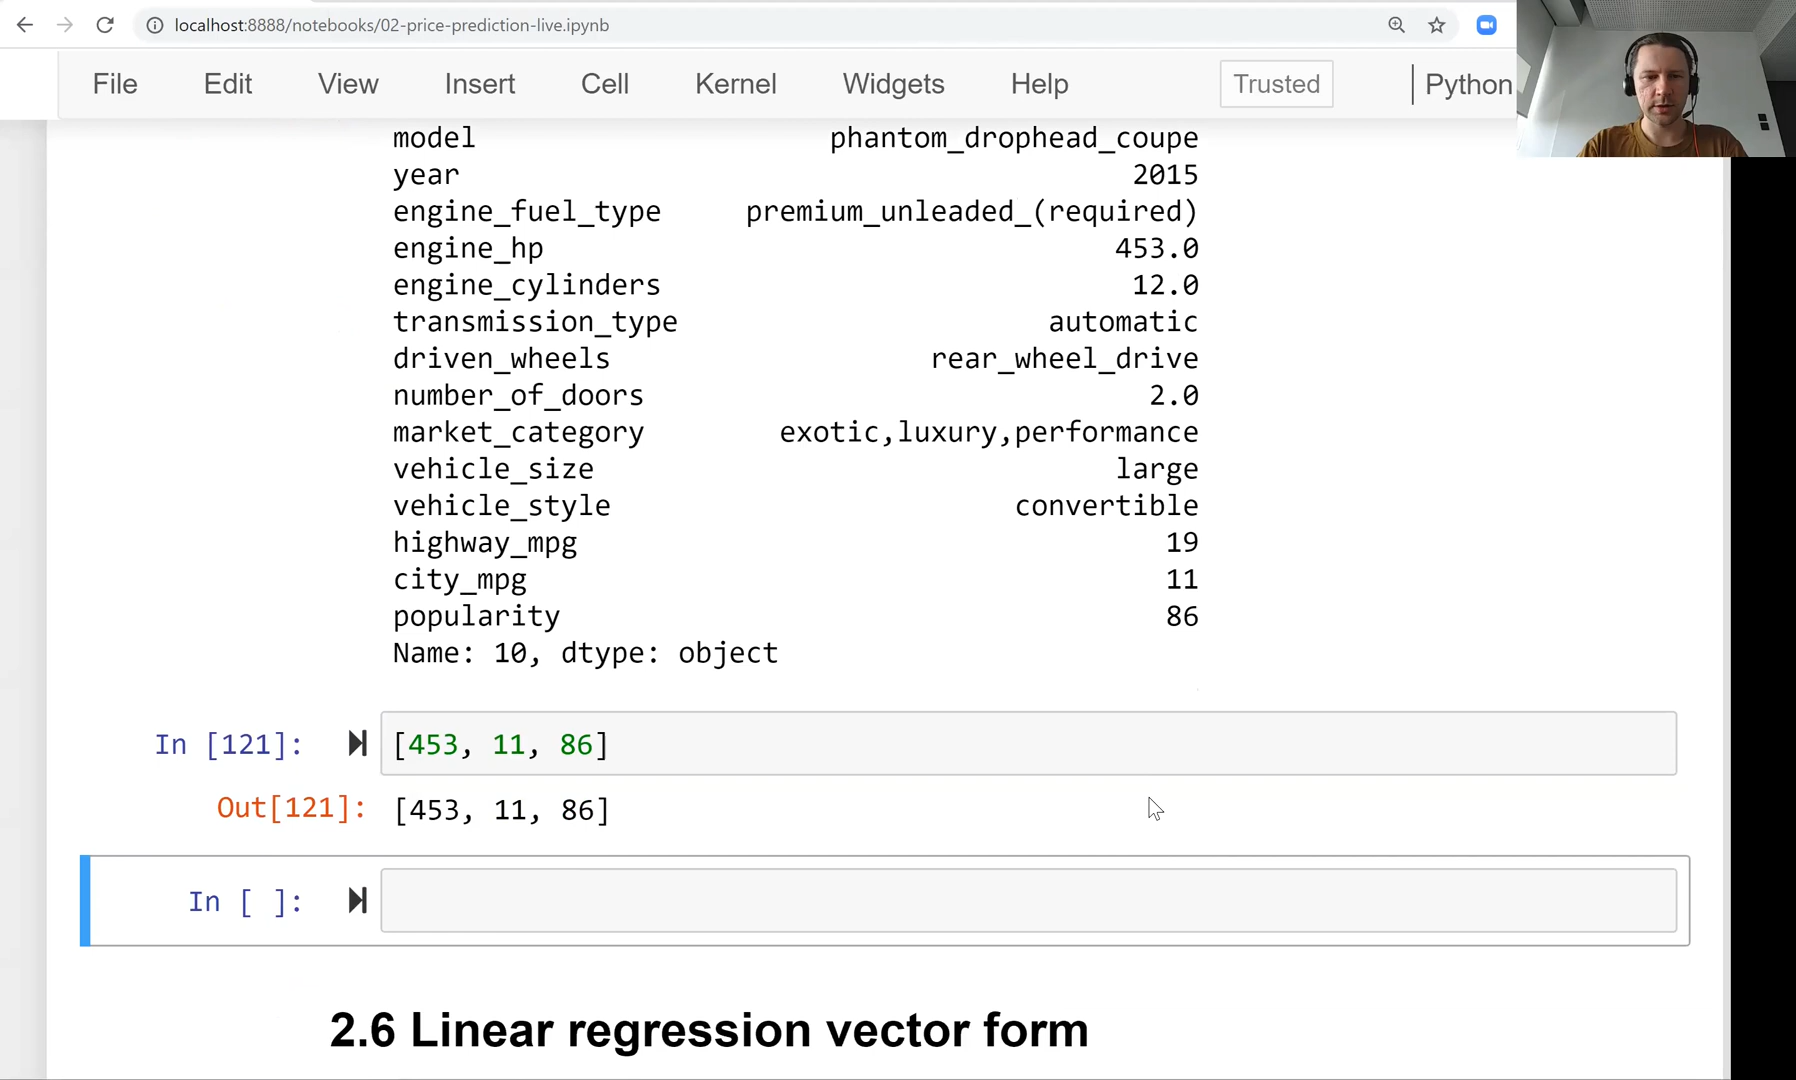 localhost:8888/notebooks/02-price-prediction-live.ipynb
File Edit View Insert Cell Kernel Widgets Help Trusted Python
model phantom_drophead_coupe
year 2015
engine_fuel_type premium_unleaded_(required)
engine_hp 453.0
engine_cylinders 12.0
transmission_type automatic
driven_wheels rear_wheel_drive
number_of_doors 2.0
market_category exotic,luxury,performance
vehicle_size large
vehicle_style convertible
highway_mpg 19
city_mpg 11
popularity 86
Name: 10, dtype: object
In [121]: [453, 11, 86]
Out[121]: [453, 11, 86]
In [ ]:
2.6 Linear regression vector form